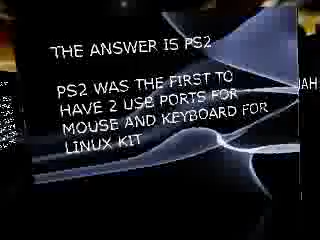 THE ANSWER IS PS2
PS2 WAS THE FIRST TO
HAVE 2 USB PORTS FOR
MOUSE AND KEYBOARD FOR
LINUX KIT